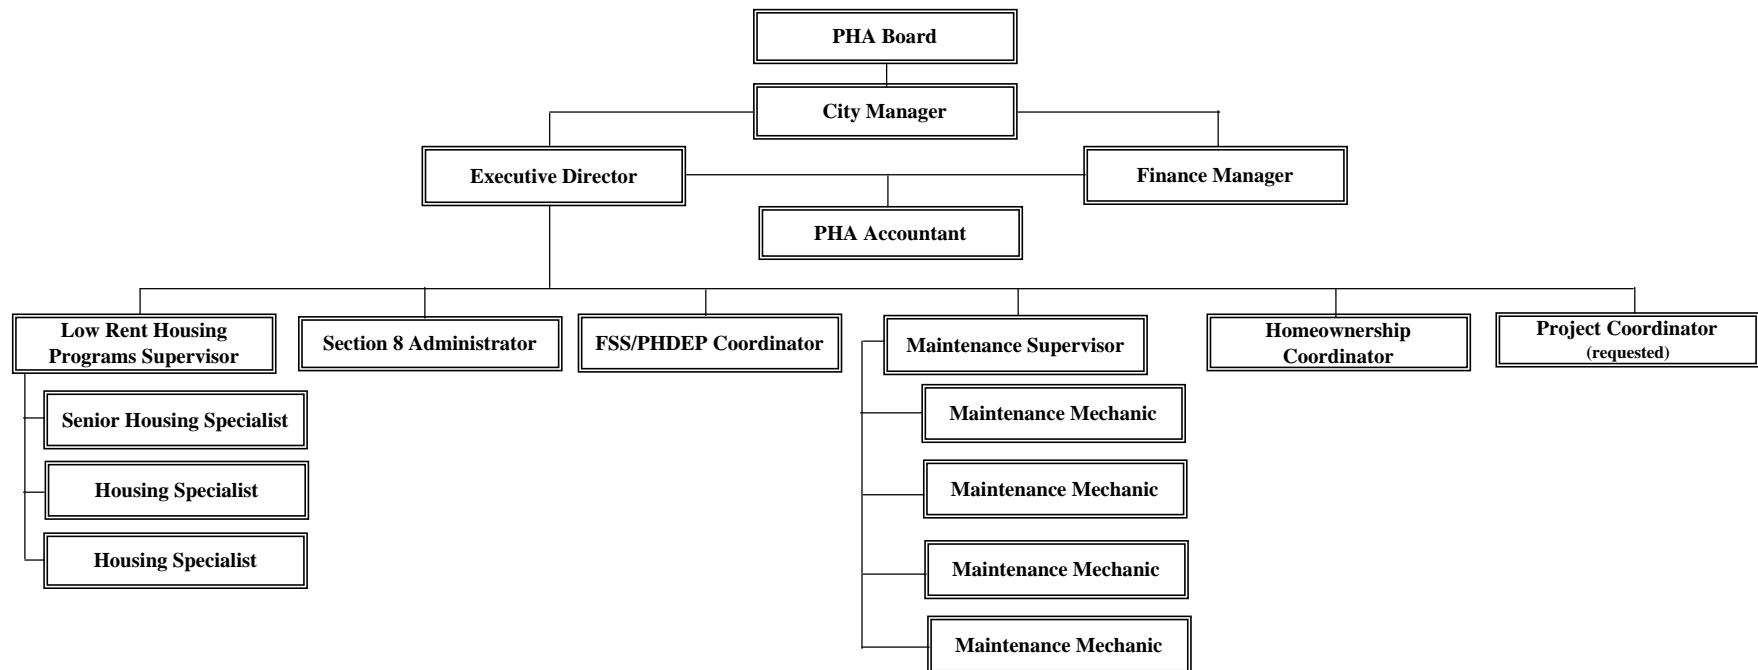 PHA Board
City Manager
Executive Director
Finance Manager
PHA Accountant
Low Rent Housing
Programs Supervisor
Section 8 Administrator
FSS/PHDEP Coordinator
Maintenance Supervisor
Homeownership
Coordinator
Project Coordinator
(requested)
Senior Housing Specialist
Housing Specialist
Housing Specialist
Maintenance Mechanic
Maintenance Mechanic
Maintenance Mechanic
Maintenance Mechanic